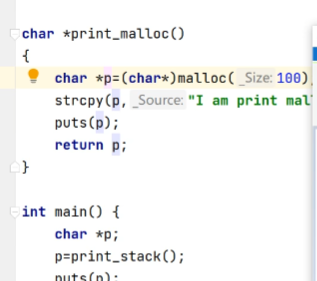 char *print_malloc()
{
char *p=(char*)malloc( _Size: 100)
strcpy(p, _Source: "I am print mal
puts(p);
return p;
}
int main() {
char *p;
p=print_stack();
puts(p);